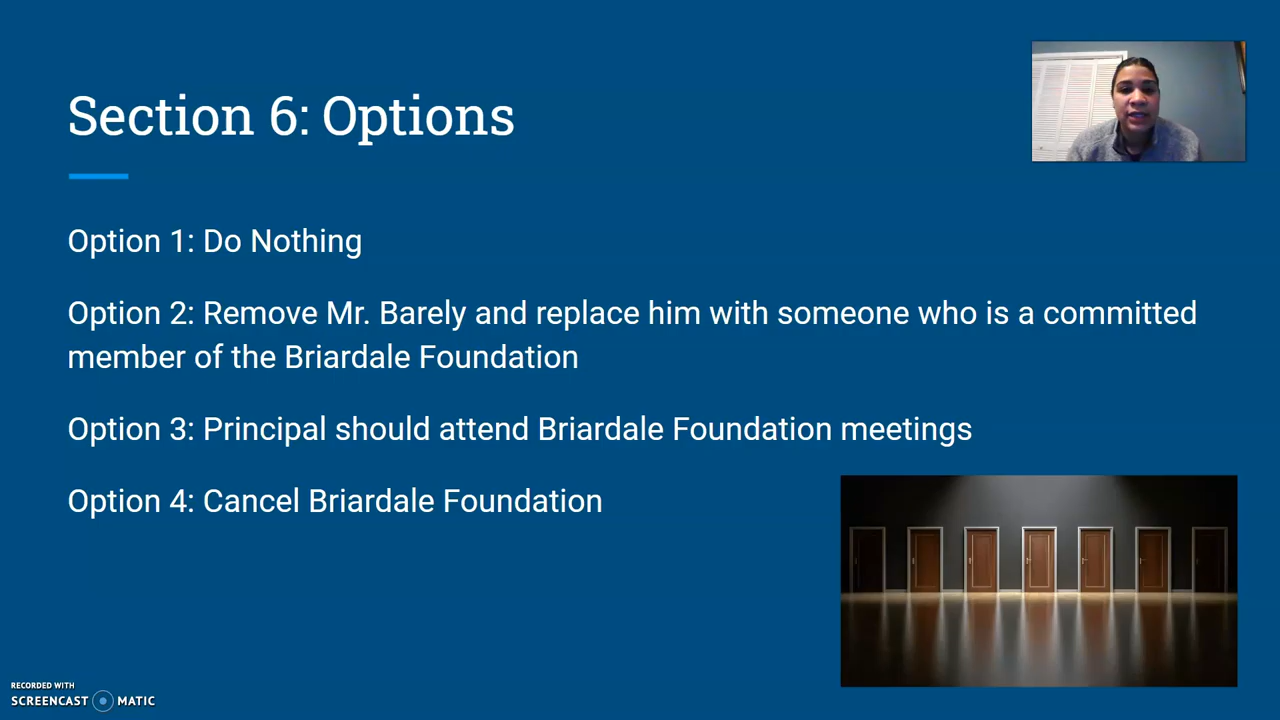 Section 6: Options
Option 1: Do Nothing
Option 2: Remove Mr. Barely and replace him with someone who is a committed
member of the Briardale Foundation
Option 3: Principal should attend Briardale Foundation meetings
Option 4: Cancel Briardale Foundation
RECORDED WITH
SCREENCAST MATIC